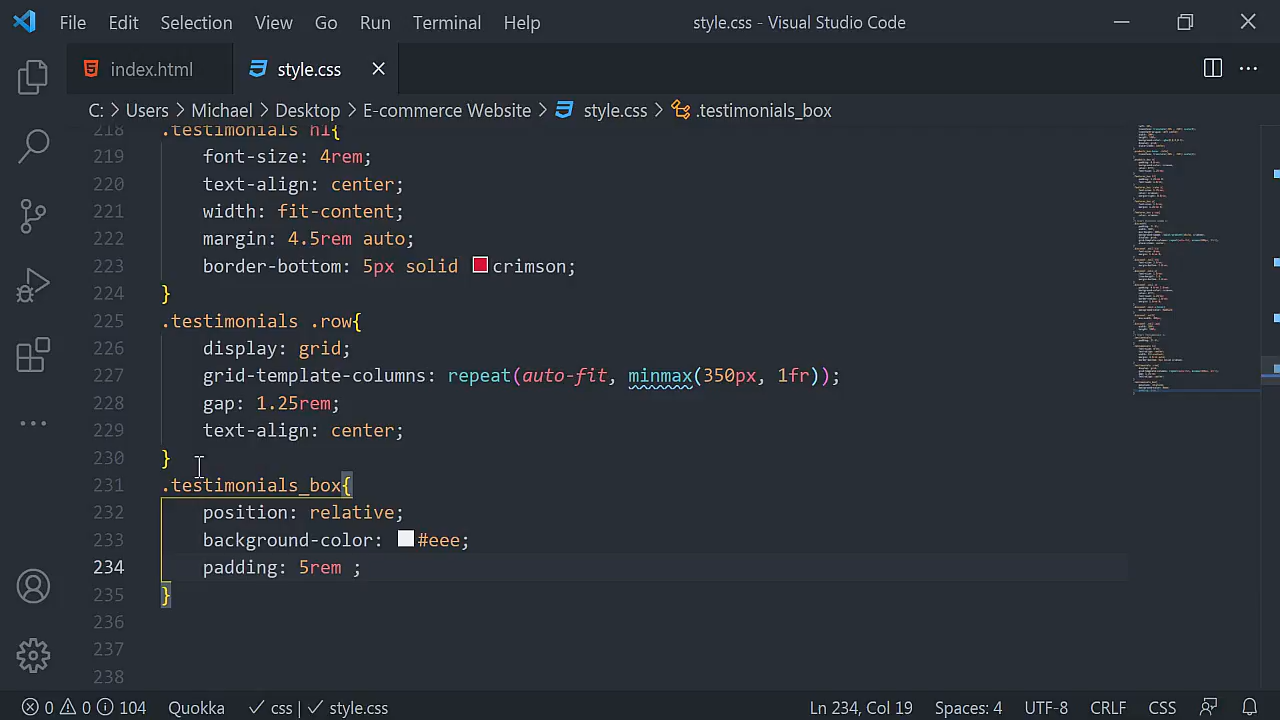 File Edit Selection View Go Run Terminal Help style.css - Visual Studio Code
index.html style.css
C: > Users > Michael > Desktop > E-commerce Website > style.css > .testimonials_box
218 .testimonials h1{
219 font-size: 4rem;
220 text-align: center;
221 width: fit-content;
222 margin: 4.5rem auto;
223 border-bottom: 5px solid crimson;
224 }
225 .testimonials .row{
226 display: grid;
227 grid-template-columns: repeat(auto-fit, minmax(350px, 1fr));
228 gap: 1.25rem;
229 text-align: center;
230 }
231 .testimonials_box{
232 position: relative;
233 background-color: #eee;
234 padding: 5rem ;
235 }
236
237
238
0 0 104 Quokka css | style.css Ln 234, Col 19 Spaces: 4 UTF-8 CRLF CSS